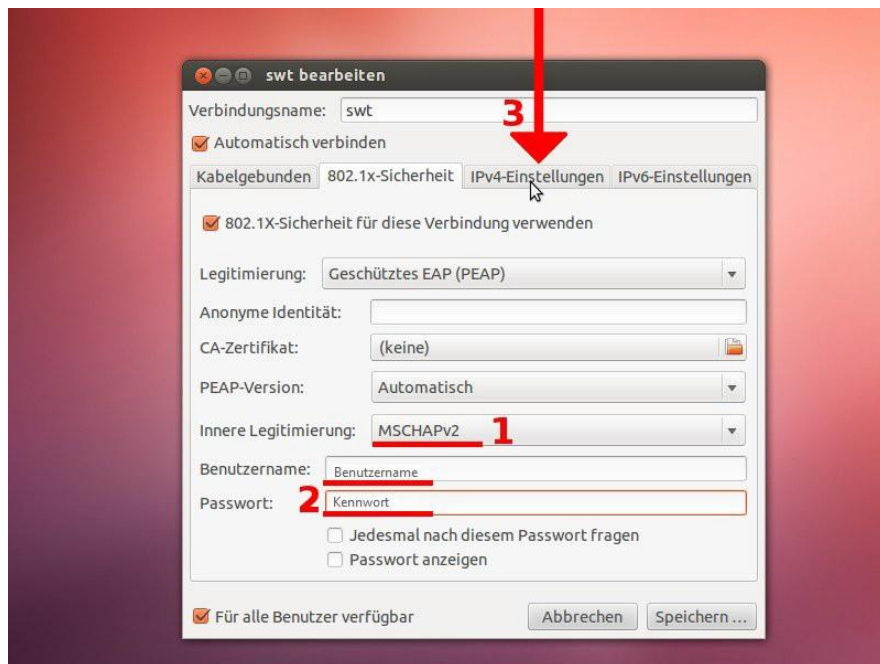 swt bearbeiten
Verbindungsname: swt
3
Automatisch verbinden
Kabelgebunden 802.1x-Sicherheit IPv4-Einstellungen IPv6-Einstellungen
802.1X-Sicherheit für diese Verbindung verwenden
Legitimierung: Geschütztes EAP (PEAP)
Anonyme Identität:
CA-Zertifikat: (keine)
PEAP-Version: Automatisch
Innere Legitimierung: MSCHAPv2 1
Benutzername: Benutzername
Passwort: 2 Kennwort
Jedesmal nach diesem Passwort fragen
Passwort anzeigen
Für alle Benutzer verfügbar Abbrechen Speichern ...